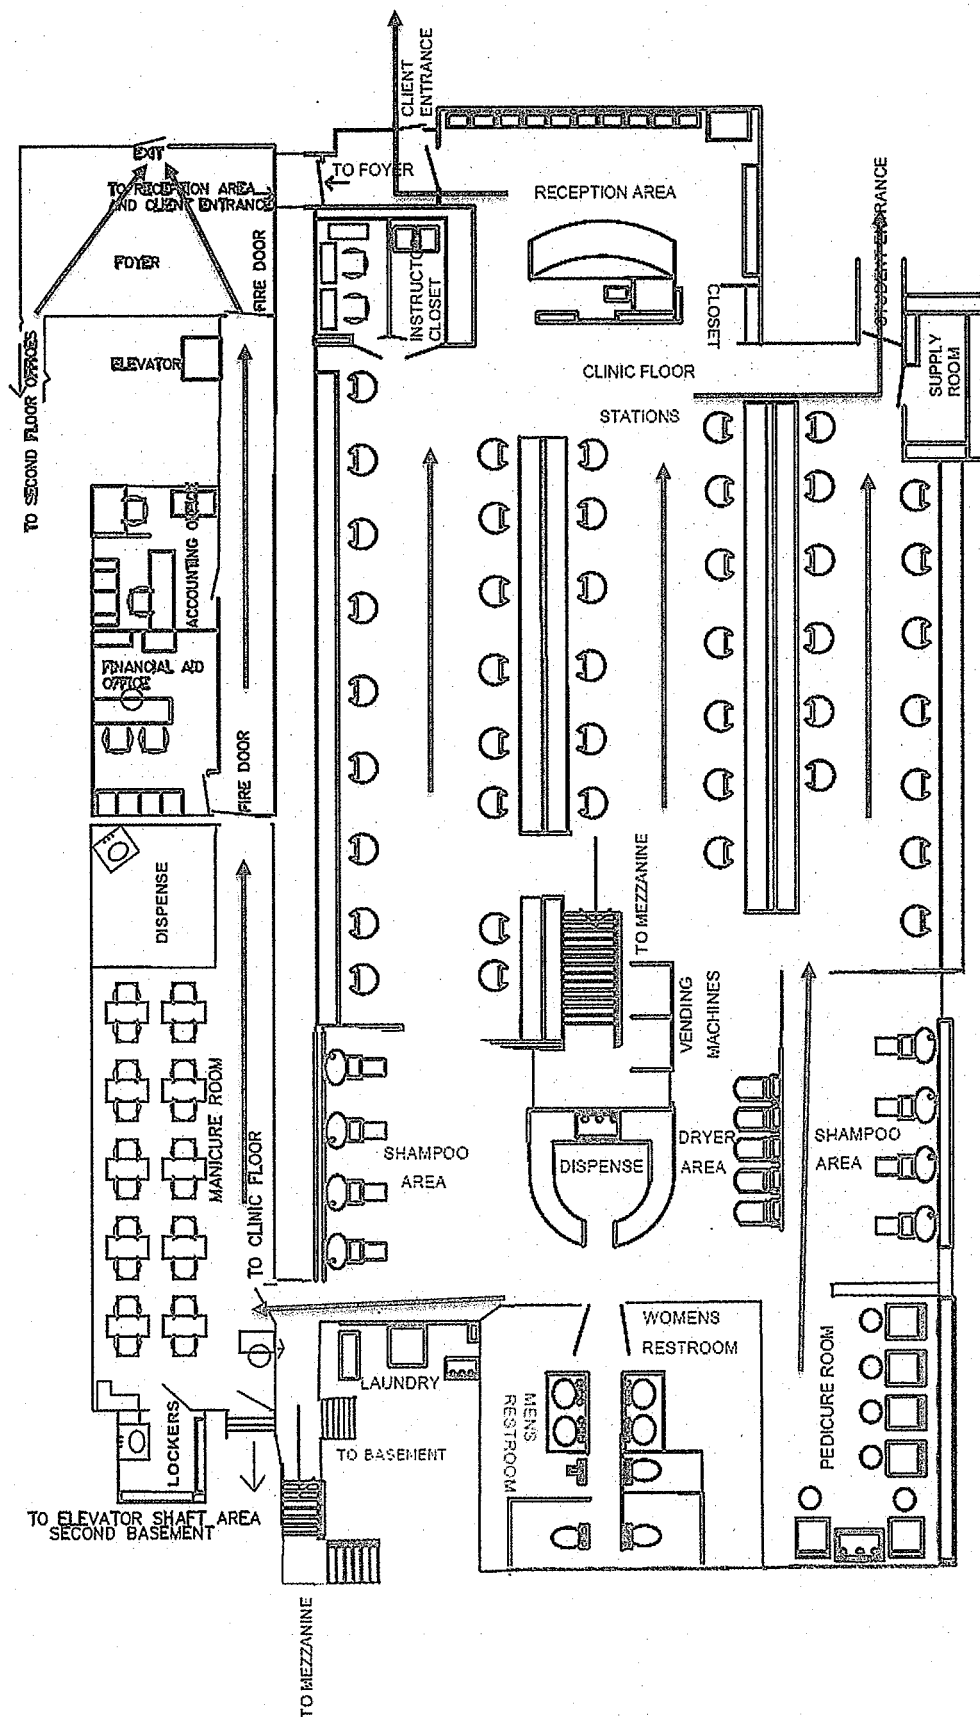 CLIENT
ENTRANCE
EXIT
TO FOYER
TO RECEPTION AREA
AND CLIENT ENTRANCE
RECEPTION AREA
STUDENT ENTRANCE
FOYER
FIRE DOOR
INSTRUCTO
CLOSET
CLOSET
TO SECOND FLOOR OFFICES
ELEVATOR
CLINIC FLOOR
SUPPLY
ROOM
STATIONS
ACCOUNTING OFFICE
FINANCIAL AID
OFFICE
FIRE DOOR
DISPENSE
TO MEZZANINE
VENDING
MACHINES
MANICURE ROOM
TO CLINIC FLOOR
SHAMPOO
AREA
DISPENSE
DRYER
AREA
SHAMPOO
AREA
WOMENS
RESTROOM
LAUNDRY
MENS
RESTROOM
PEDICURE ROOM
LOCKERS
TO BASEMENT
TO ELEVATOR SHAFT AREA
SECOND BASEMENT
TO MEZZANINE